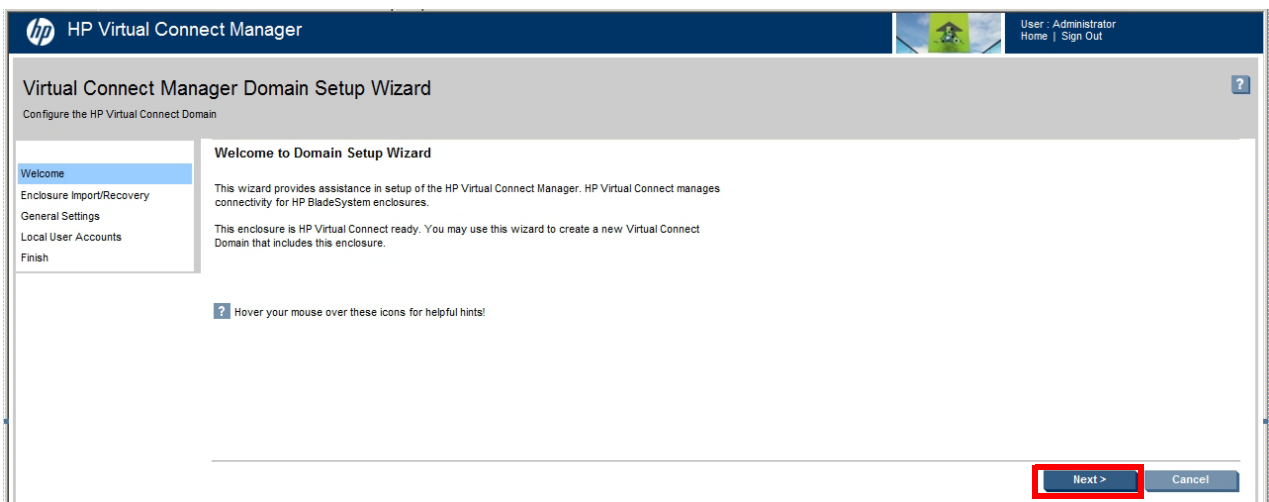 hp HP Virtual Connect Manager
User : Administrator
Home | Sign Out
Virtual Connect Manager Domain Setup Wizard
?
Configure the HP Virtual Connect Domain
Welcome
Enclosure Import/Recovery
General Settings
Local User Accounts
Finish
Welcome to Domain Setup Wizard
This wizard provides assistance in setup of the HP Virtual Connect Manager. HP Virtual Connect manages
connectivity for HP BladeSystem enclosures.
This enclosure is HP Virtual Connect ready. You may use this wizard to create a new Virtual Connect
Domain that includes this enclosure.
? Hover your mouse over these icons for helpful hints!
Next >
Cancel